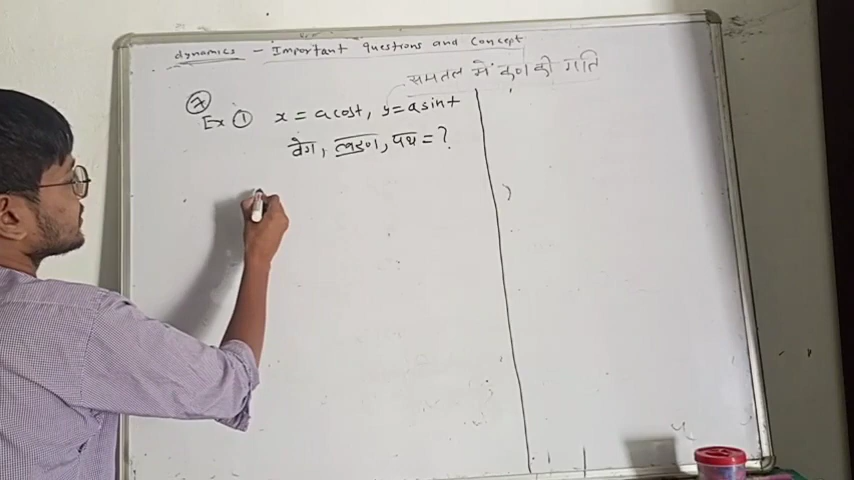 dynamics - Important questions and Concept
समतल में कण की गति
Ex ① x = a cost, y = a sint
वेग, त्वरण, पथ = ?